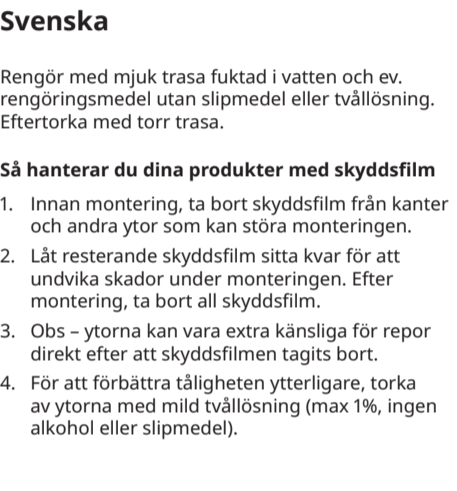 Svenska
Rengör med mjuk trasa fuktad i vatten och ev.
rengöringsmedel utan slipmedel eller tvållösning.
Eftertorka med torr trasa.
Så hanterar du dina produkter med skyddsfilm
1. Innan montering, ta bort skyddsfilm från kanter
och andra ytor som kan störa monteringen.
2. Låt resterande skyddsfilm sitta kvar för att
undvika skador under monteringen. Efter
montering, ta bort all skyddsfilm.
3. Obs – ytorna kan vara extra känsliga för repor
direkt efter att skyddsfilmen tagits bort.
4. För att förbättra tåligheten ytterligare, torka
av ytorna med mild tvållösning (max 1%, ingen
alkohol eller slipmedel).